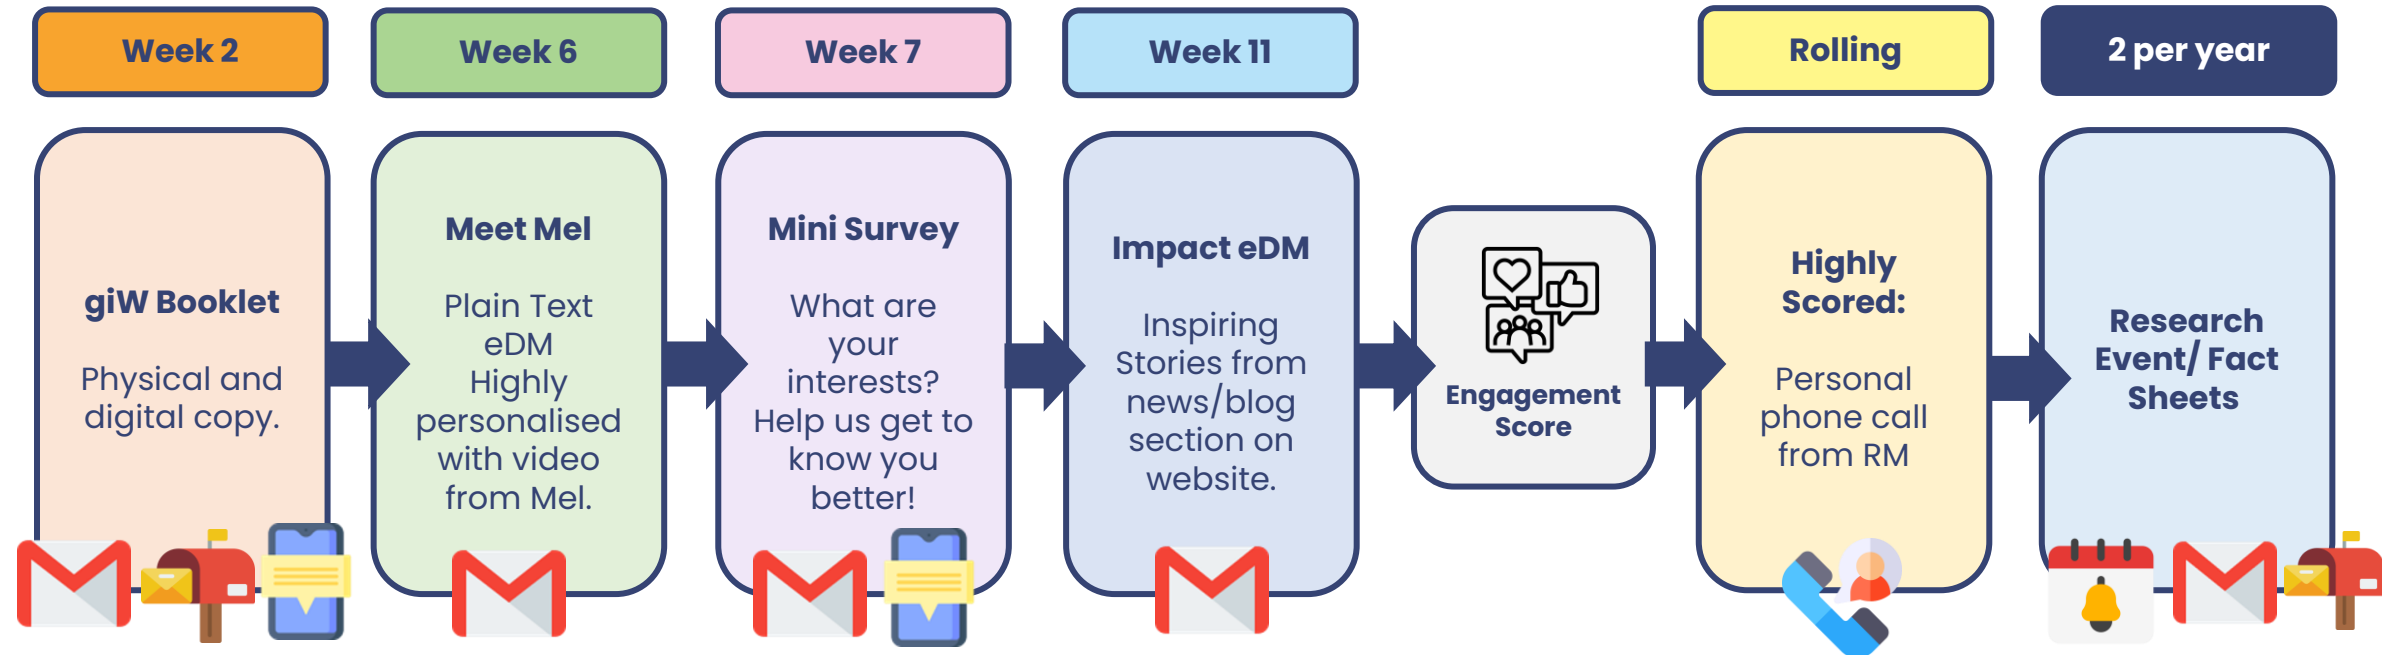 Week 2
Week 6
Week 7
Week 11
Rolling
2 per year
giW Booklet
Physical and
digital copy.
Meet Mel
Plain Text
eDM
Highly
personalised
with video
from Mel.
Mini Survey
What are
your
interests?
Help us get to
know you
better!
Impact eDM
Inspiring
Stories from
news/blog
section on
website.
Engagement
Score
Highly
Scored:
Personal
phone call
from RM
Research
Event/ Fact
Sheets